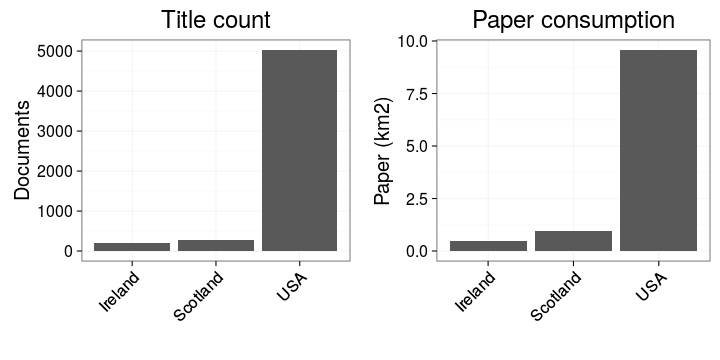 Title count
Documents
5000
4000
3000
2000
1000
0
Ireland
Scotland
USA
Paper consumption
Paper (km2)
10.0
7.5
5.0
2.5
0.0
Ireland
Scotland
USA